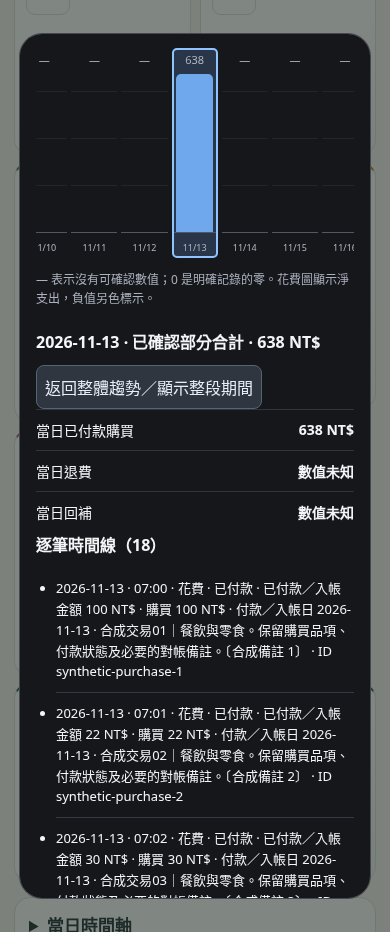 — — — 638 — — —
1/10 11/11 11/12 11/13 11/14 11/15 11/16
— 表示沒有可確認數值；0 是明確記錄的零。花費圖顯示淨
支出，負值另色標示。
2026-11-13 · 已確認部分合計 · 638 NT$
返回整體趨勢／顯示整段期間
當日已付款購買 638 NT$
當日退費 數值未知
當日回補 數值未知
逐筆時間線（18）
2026-11-13 · 07:00 · 花費 · 已付款 · 已付款／入帳
金額 100 NT$ · 購買 100 NT$ · 付款／入帳日 2026-
11-13 · 合成交易01｜餐飲與零食。保留購買品項、
付款狀態及必要的對帳備註。〔合成備註 1〕 · ID
synthetic-purchase-1
2026-11-13 · 07:01 · 花費 · 已付款 · 已付款／入帳
金額 22 NT$ · 購買 22 NT$ · 付款／入帳日 2026-
11-13 · 合成交易02｜餐飲與零食。保留購買品項、
付款狀態及必要的對帳備註。〔合成備註 2〕 · ID
synthetic-purchase-2
2026-11-13 · 07:02 · 花費 · 已付款 · 已付款／入帳
金額 30 NT$ · 購買 30 NT$ · 付款／入帳日 2026-
11-13 · 合成交易03｜餐飲與零食。保留購買品項、
▶ 當日時間軸